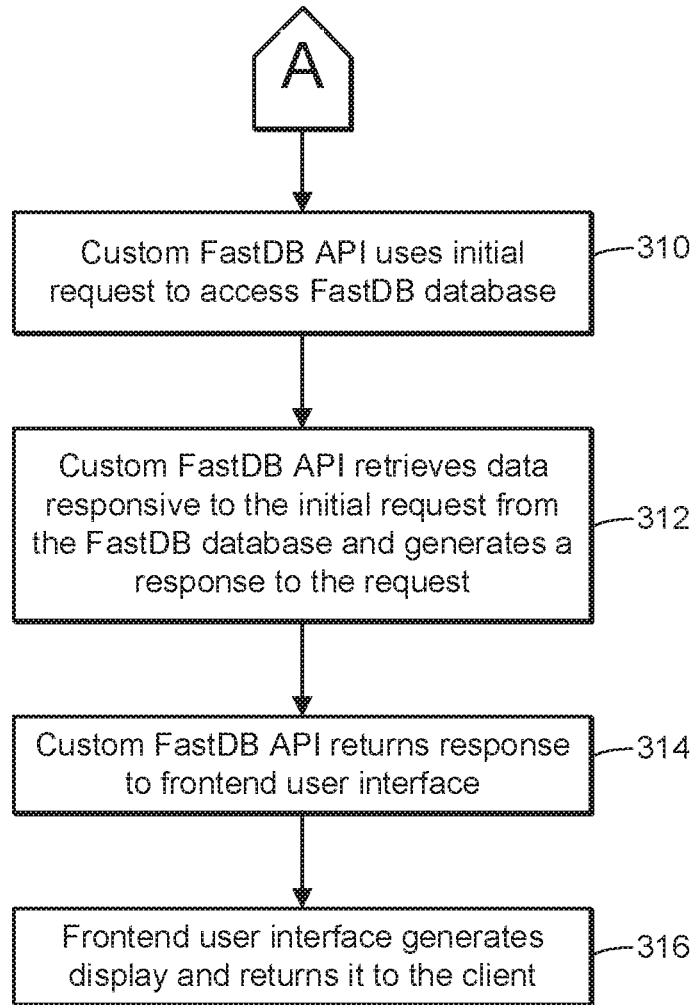 A
Custom FastDB API uses initial
request to access FastDB database
310
Custom FastDB API retrieves data
responsive to the initial request from
the FastDB database and generates a
response to the request
312
Custom FastDB API returns response
to frontend user interface
314
Frontend user interface generates
display and returns it to the client
316